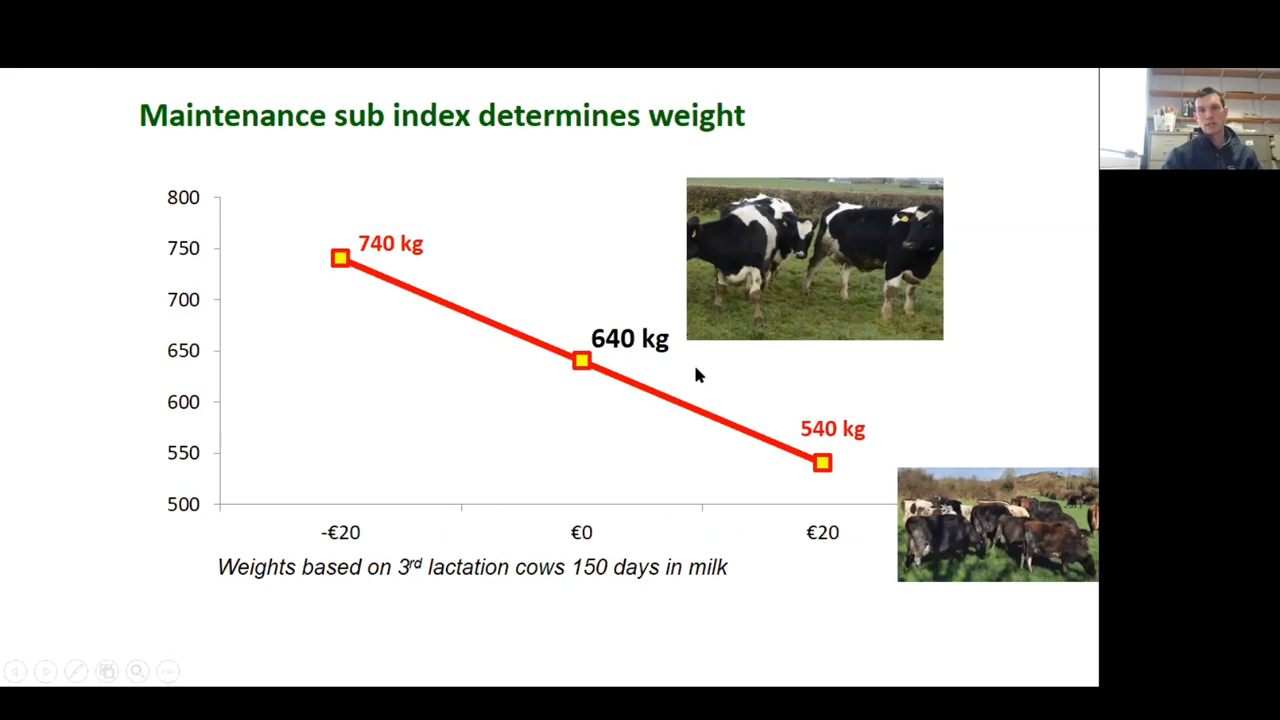 Maintenance sub index determines weight
800
750
700
650
600
550
500
740 kg
640 kg
540 kg
-€20
€0
€20
Weights based on 3rd lactation cows 150 days in milk